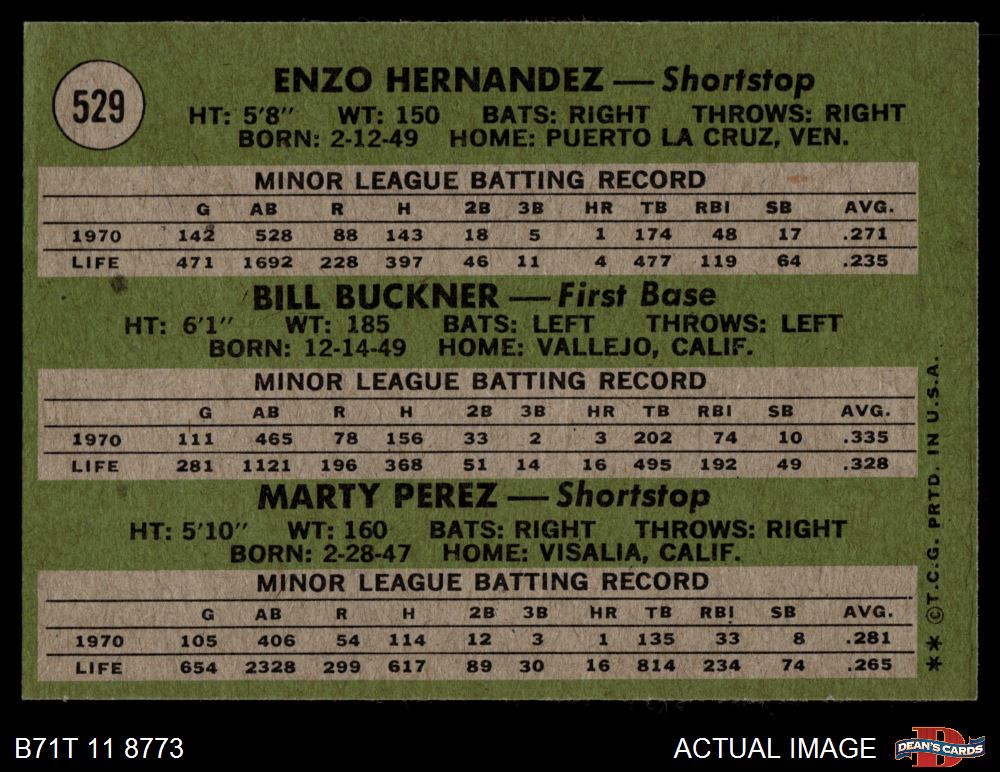 529
ENZO HERNANDEZ — Shortstop
HT: 5'8" WT: 150 BATS: RIGHT THROWS: RIGHT
BORN: 2-12-49 HOME: PUERTO LA CRUZ, VEN.
MINOR LEAGUE BATTING RECORD
G AB R H 2B 3B HR TB RBI SB AVG.
1970 142 528 88 143 18 5 1 174 48 17 .271
LIFE 471 1692 228 397 46 11 4 477 119 64 .235
BILL BUCKNER — First Base
HT: 6'1" WT: 185 BATS: LEFT THROWS: LEFT
BORN: 12-14-49 HOME: VALLEJO, CALIF.
MINOR LEAGUE BATTING RECORD
G AB R H 2B 3B HR TB RBI SB AVG.
1970 111 465 78 156 33 2 3 202 74 10 .335
LIFE 281 1121 196 368 51 14 16 495 192 49 .328
MARTY PEREZ — Shortstop
HT: 5'10" WT: 160 BATS: RIGHT THROWS: RIGHT
BORN: 2-28-47 HOME: VISALIA, CALIF.
MINOR LEAGUE BATTING RECORD
G AB R H 2B 3B HR TB RBI SB AVG.
1970 105 406 54 114 12 3 1 135 33 8 .281
LIFE 654 2328 299 617 89 30 16 814 234 74 .265
** ©T.C.G. PRTD. IN U.S.A.
B71T 11 8773
ACTUAL IMAGE
D
DEAN'S CARDS